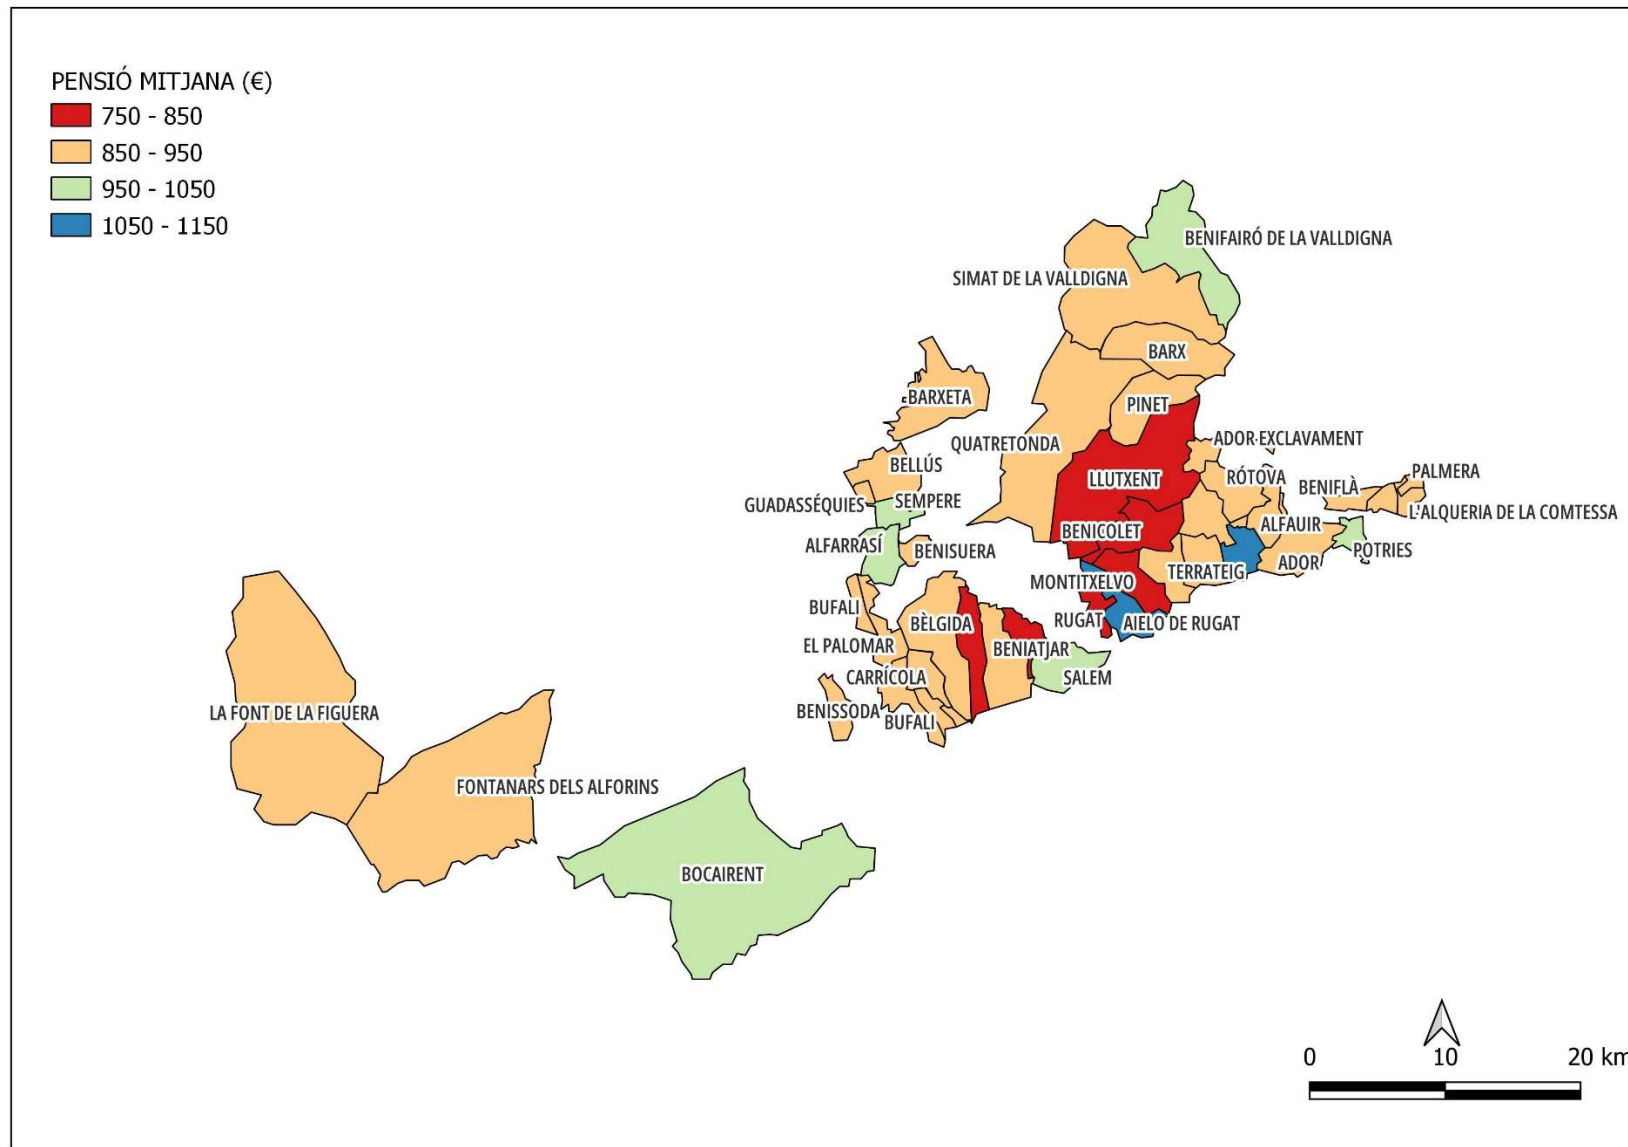 PENSIÓ MITJANA (€)
750 - 850
850 - 950
950 - 1050
1050 - 1150
BENIFAIRÓ DE LA VALLDIGNA
SIMAT DE LA VALLDIGNA
BARX
BARXETA
PINET
QUATRETONDA
ADOR-EXCLAVAMENT
BELLÚS
LLUTXENT
RÓTOVA
PALMERA
BENIFLÀ
GUADASSÉQUIES
SEMPERE
L'ALQUERIA DE LA COMTESSA
ALFAUIR
BENICOLET
ALFARRASÍ
BENISUERA
POTRIES
ADOR
TERRATEIG
MONTITXELVO
BUFALI
RUGAT
AIELO DE RUGAT
BÈLGIDA
EL PALOMAR
BENIATJAR
CARRÍCOLA
SALEM
BENISSODA
BUFALI
LA FONT DE LA FIGUERA
FONTANARS DELS ALFORINS
BOCAIRENT
0 10 20 km